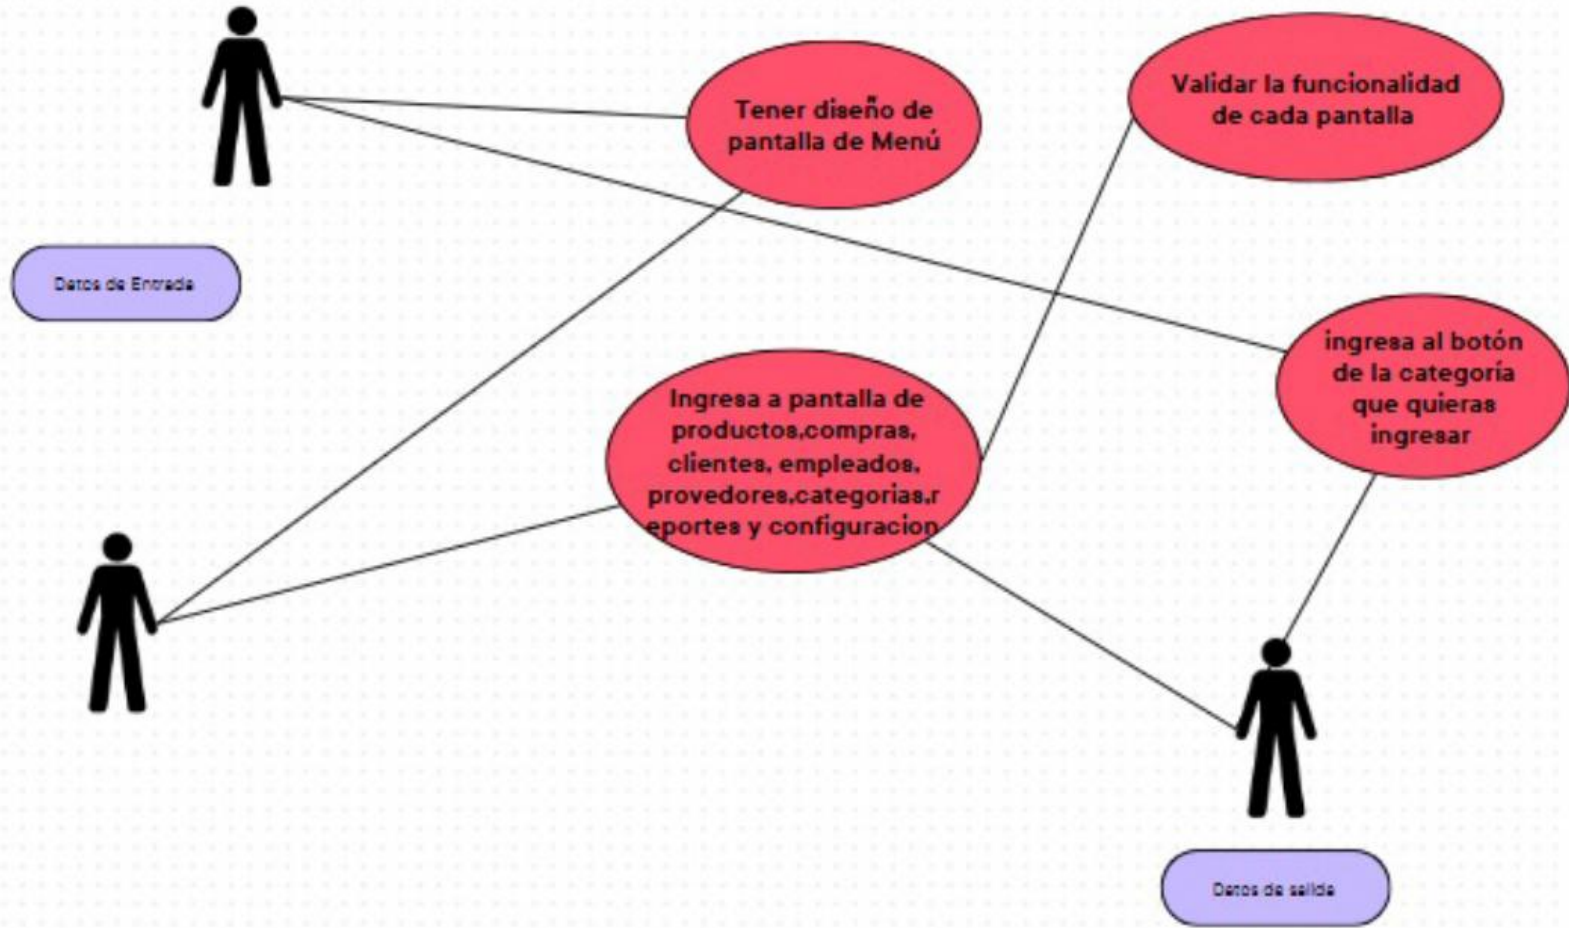 Tener diseño de
pantalla de Menú
Validar la funcionalidad
de cada pantalla
Datos de Entrada
ingresa al botón
de la categoría
que quieras
ingresar
Ingresa a pantalla de
productos,compras,
clientes, empleados,
provedores,categorias,r
eportes y configuracion
Datos de salida